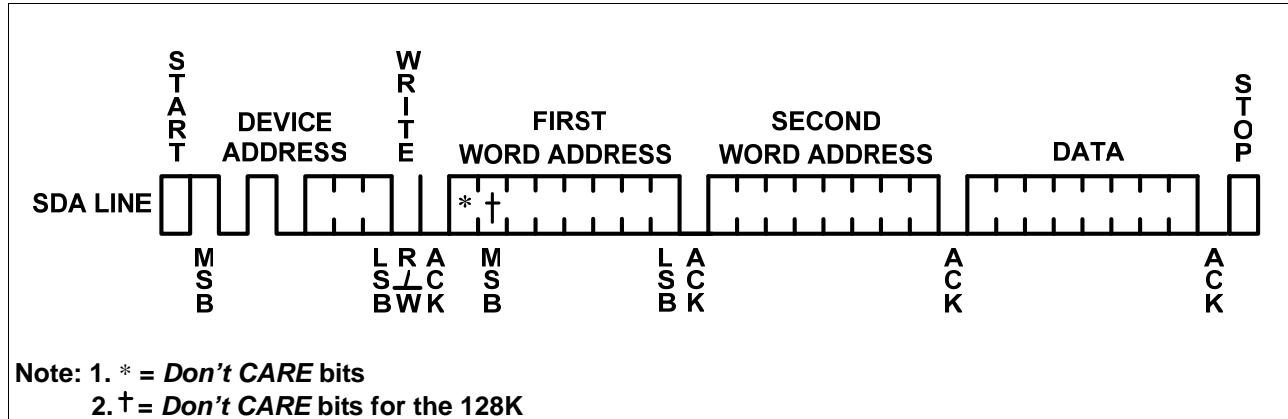 START
WRITE
STOP
DEVICE
ADDRESS
FIRST
WORD ADDRESS
SECOND
WORD ADDRESS
DATA
SDA LINE
* †
MSB
LSB
R/W
ACK
MSB
LSB
ACK
ACK
ACK
Note: 1. * = Don't CARE bits
2. † = Don't CARE bits for the 128K